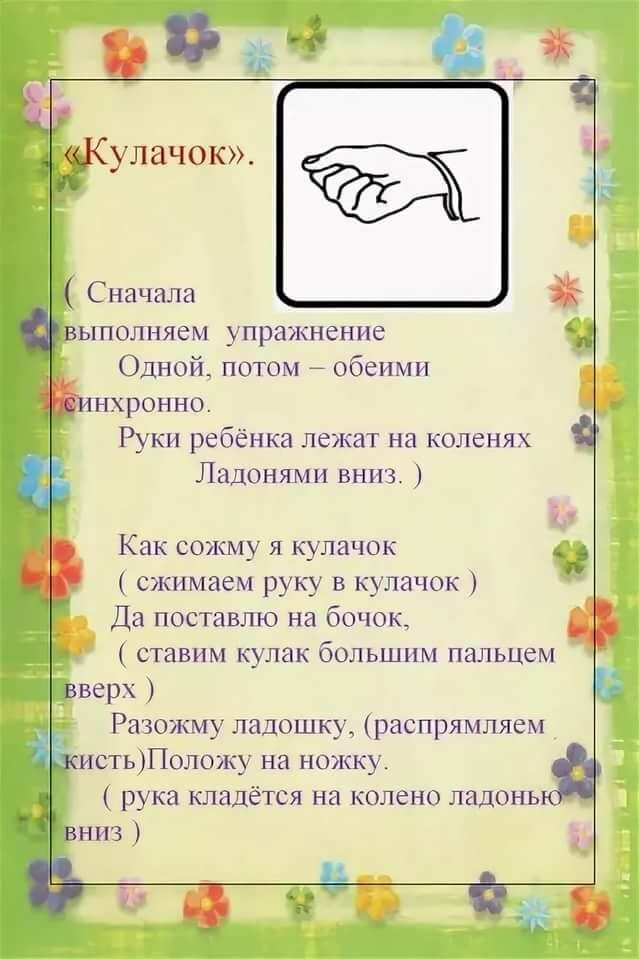 «Кулачок».
( Сначала
выполняем упражнение
Одной, потом – обеими
синхронно.
Руки ребёнка лежат на коленях
Ладонями вниз. )
Как сожму я кулачок
( сжимаем руку в кулачок )
Да поставлю на бочок,
( ставим кулак большим пальцем
вверх )
Разожму ладошку, (распрямляем
кисть)Положу на ножку.
( рука кладётся на колено ладонью
вниз )